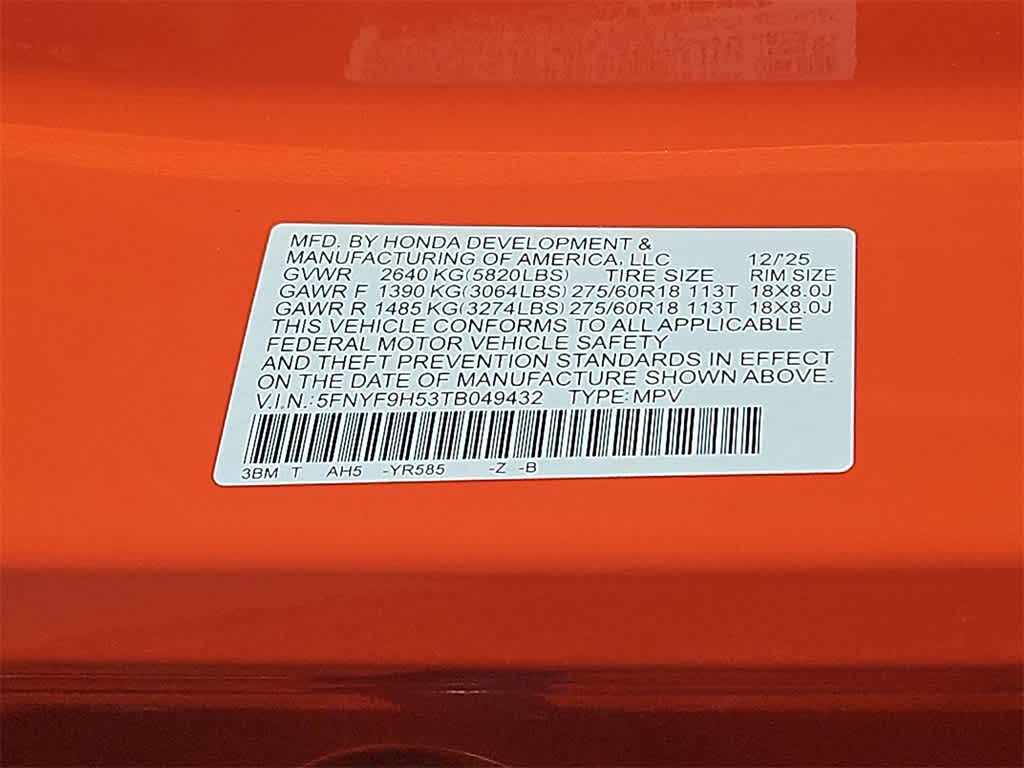 MFD. BY HONDA DEVELOPMENT &
MANUFACTURING OF AMERICA, LLC 12/'25
GVWR 2640 KG(5820LBS) TIRE SIZE RIM SIZE
GAWR F 1390 KG(3064LBS) 275/60R18 113T 18X8.0J
GAWR R 1485 KG(3274LBS) 275/60R18 113T 18X8.0J
THIS VEHICLE CONFORMS TO ALL APPLICABLE
FEDERAL MOTOR VEHICLE SAFETY
AND THEFT PREVENTION STANDARDS IN EFFECT
ON THE DATE OF MANUFACTURE SHOWN ABOVE.
V.I.N.:5FNYF9H53TB049432 TYPE:MPV
3BM T AH5 -YR585 -Z -B